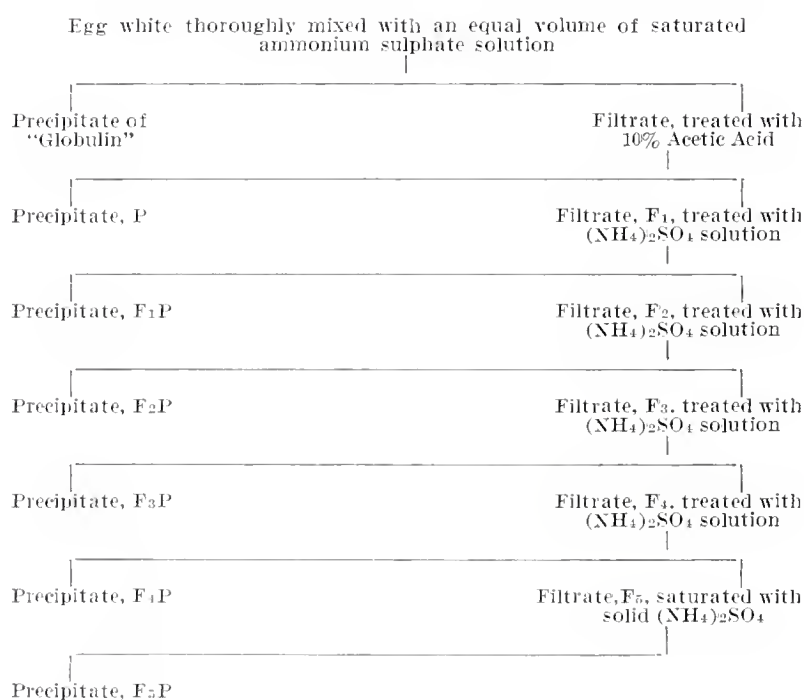 Egg white thoroughly mixed with an equal volume of saturated
ammonium sulphate solution
Precipitate of
“Globulin”
Filtrate, treated with
10% Acetic Acid
Precipitate, P
Filtrate, F₁, treated with
(NH₄)₂SO₄ solution
Precipitate, F₁P
Filtrate, F₂, treated with
(NH₄)₂SO₄ solution
Precipitate, F₂P
Filtrate, F₃. treated with
(NH₄)₂SO₄ solution
Precipitate, F₃P
Filtrate, F₄. treated with
(NH₄)₂SO₄ solution
Precipitate, F₄P
Filtrate, F₅, saturated with
solid (NH₄)₂SO₄
Precipitate, F₅P